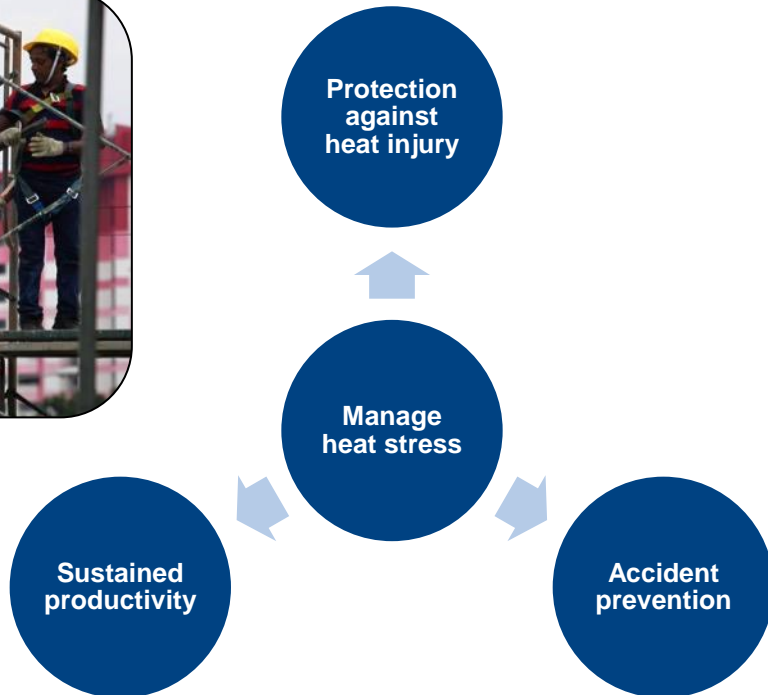 Protection
against
heat injury
Manage
heat stress
Sustained
productivity
Accident
prevention